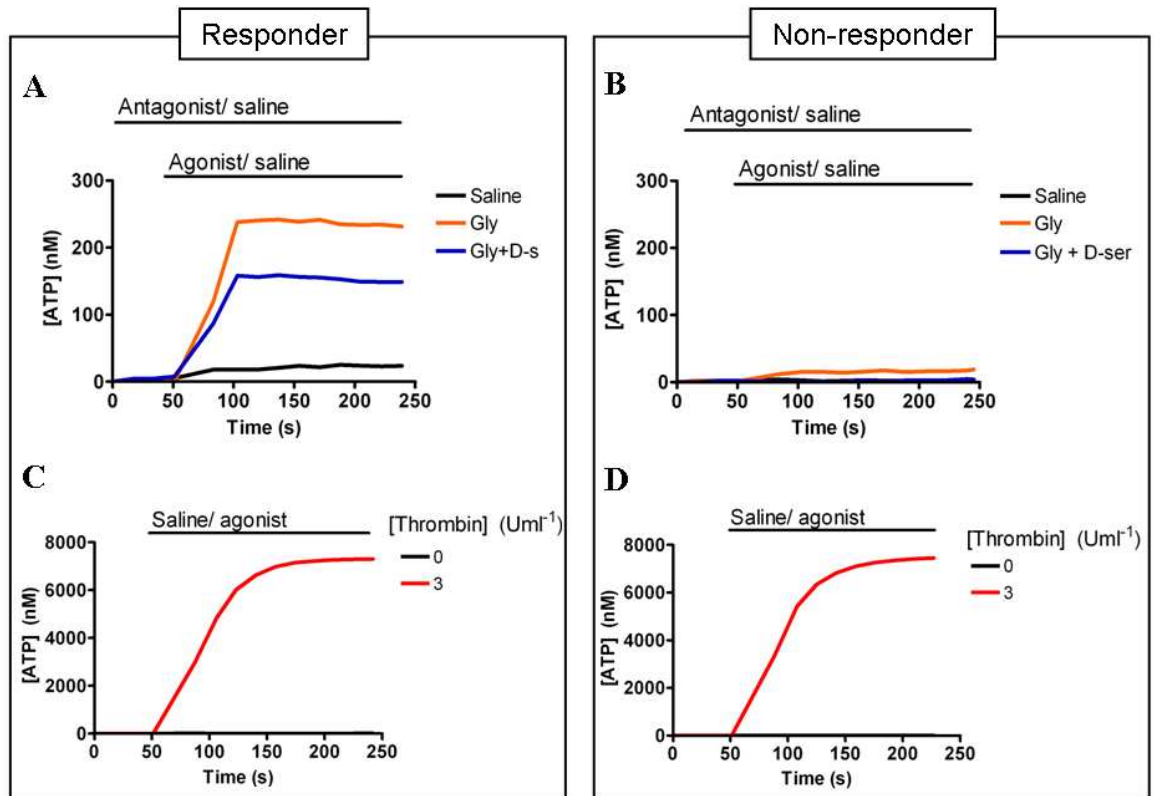 Responder
Non-responder
A
Antagonist/ saline
Agonist/ saline
300
200
100
0
[ATP] (nM)
0 50 100 150 200 250
Time (s)
Saline
Gly
Gly+D-s
B
Antagonist/ saline
Agonist/ saline
300
200
100
0
[ATP] (nM)
0 50 100 150 200 250
Time (s)
Saline
Gly
Gly + D-ser
C
Saline/ agonist
[Thrombin] (Uml⁻¹)
0
3
8000
6000
4000
2000
0
[ATP] (nM)
0 50 100 150 200 250
Time (s)
D
Saline/ agonist
[Thrombin] (Uml⁻¹)
0
3
8000
6000
4000
2000
0
[ATP] (nM)
0 50 100 150 200 250
Time (s)